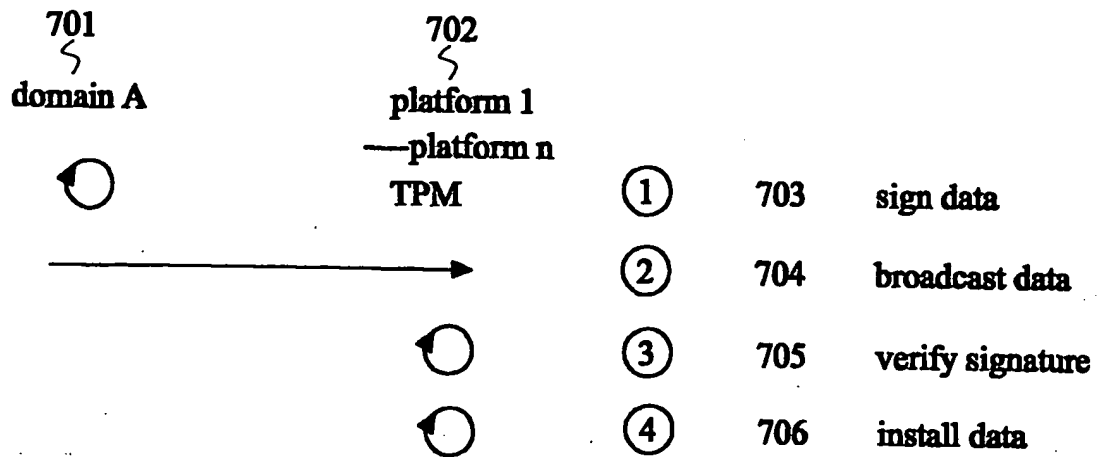 701
702
domain A
platform 1
—platform n
TPM
1 703 sign data
2 704 broadcast data
3 705 verify signature
4 706 install data